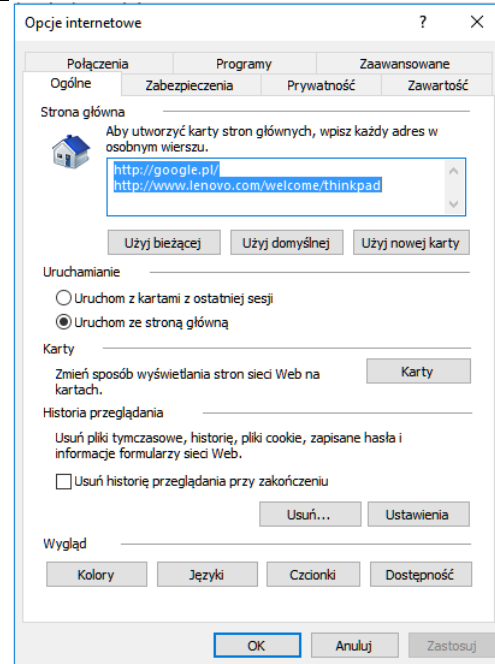 Opcje internetowe
Połączenia Programy Zaawansowane
Ogólne Zabezpieczenia Prywatność Zawartość
Strona główna
Aby utworzyć karty stron głównych, wpisz każdy adres w
osobnym wierszu.
http://google.pl/
http://www.lenovo.com/welcome/thinkpad
Użyj bieżącej Użyj domyślnej Użyj nowej karty
Uruchamianie
Uruchom z kartami z ostatniej sesji
Uruchom ze stroną główną
Karty
Zmień sposób wyświetlania stron sieci Web na
kartach.
Karty
Historia przeglądania
Usuń pliki tymczasowe, historię, pliki cookie, zapisane hasła i
informacje formularzy sieci Web.
Usuń historię przeglądania przy zakończeniu
Usuń... Ustawienia
Wygląd
Kolory Języki Czcionki Dostępność
OK Anuluj Zastosuj